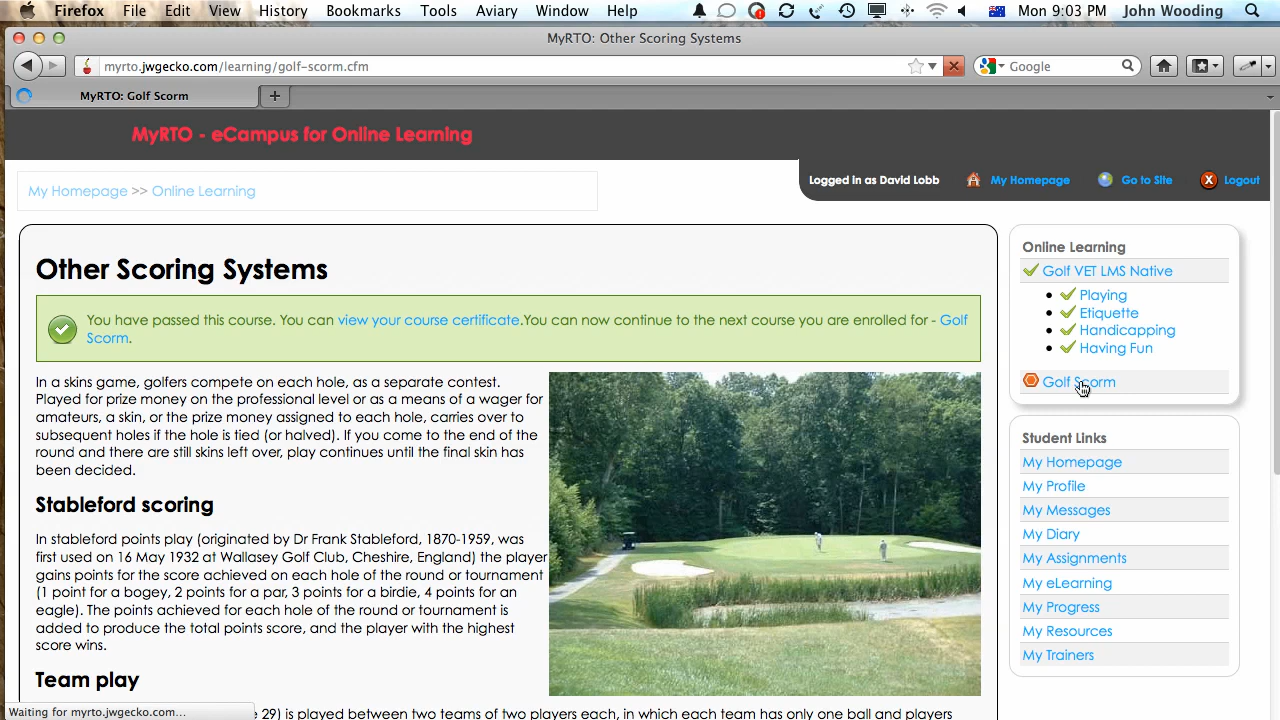 Firefox File Edit View History Bookmarks Tools Aviary Window Help Mon 9:03 PM John Wooding
MyRTO: Other Scoring Systems
myrto.jwgecko.com/learning/golf-scorm.cfm
Google
MyRTO: Golf Scorm
MyRTO - eCampus for Online Learning
Logged in as David Lobb My Homepage Go to Site Logout
My Homepage >> Online Learning
Other Scoring Systems
You have passed this course. You can view your course certificate.You can now continue to the next course you are enrolled for - Golf
Scorm.
In a skins game, golfers compete on each hole, as a separate contest.
Played for prize money on the professional level or as a means of a wager for
amateurs, a skin, or the prize money assigned to each hole, carries over to
subsequent holes if the hole is tied (or halved). If you come to the end of the
round and there are still skins left over, play continues until the final skin has
been decided.
Stableford scoring
In stableford points play (originated by Dr Frank Stableford, 1870-1959, was
first used on 16 May 1932 at Wallasey Golf Club, Cheshire, England) the player
gains points for the score achieved on each hole of the round or tournament
(1 point for a bogey, 2 points for a par, 3 points for a birdie, 4 points for an
eagle). The points achieved for each hole of the round or tournament is
added to produce the total points score, and the player with the highest
score wins.
Team play
e 29) is played between two teams of two players each, in which each team has only one ball and players
Online Learning
Golf VET LMS Native
Playing
Etiquette
Handicapping
Having Fun
Golf Scorm
Student Links
My Homepage
My Profile
My Messages
My Diary
My Assignments
My eLearning
My Progress
My Resources
My Trainers
Waiting for myrto.jwgecko.com...